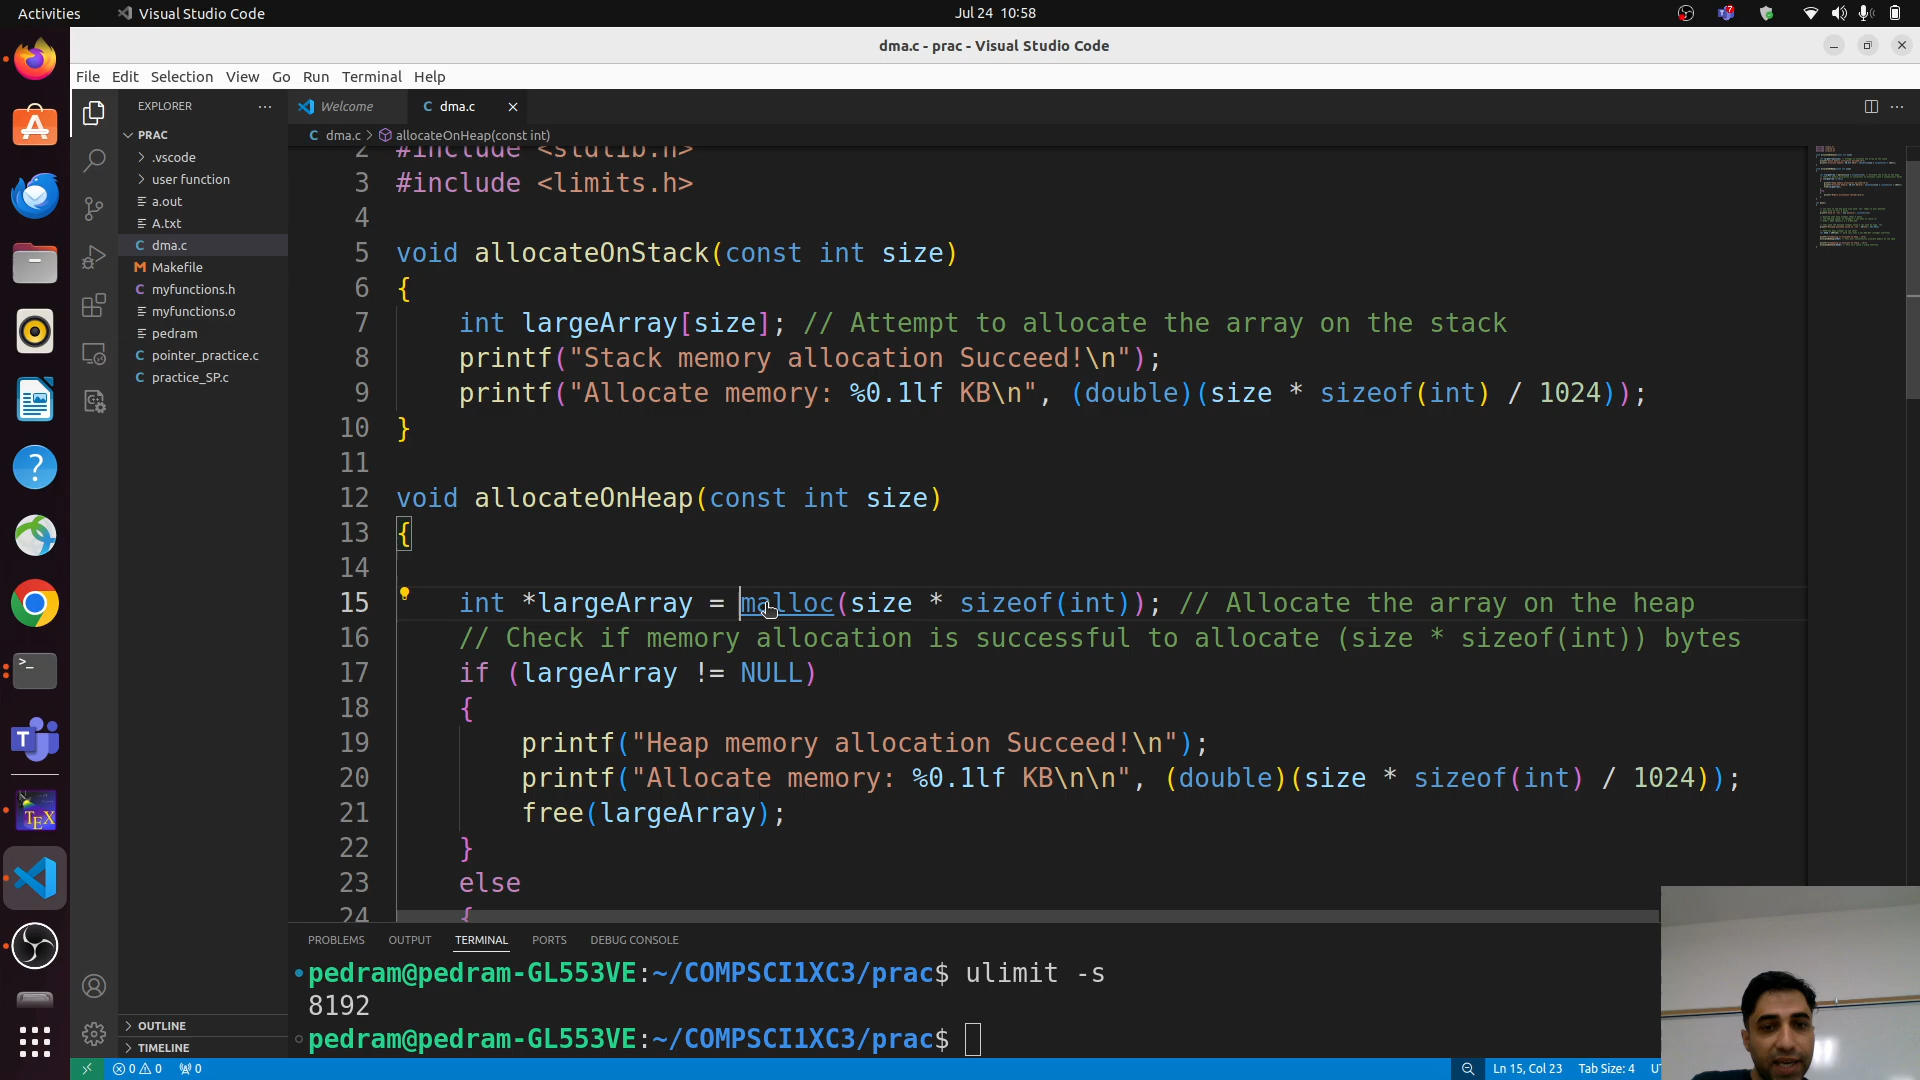 Activities
Visual Studio Code
Jul 24 10:58
dma.c - prac - Visual Studio Code
File Edit Selection View Go Run Terminal Help
EXPLORER
Welcome
C dma.c
C dma.c > allocateOnHeap(const int)
PRAC
.vscode
user function
a.out
A.txt
dma.c
M Makefile
C myfunctions.h
myfunctions.o
pedram
C pointer_practice.c
C practice_SP.c
OUTLINE
TIMELINE
2 #include <stdlib.h>
3 #include <limits.h>
4
5 void allocateOnStack(const int size)
6 {
7 int largeArray[size]; // Attempt to allocate the array on the stack
8 printf("Stack memory allocation Succeed!\n");
9 printf("Allocate memory: %0.1lf KB\n", (double)(size * sizeof(int) / 1024));
10 }
11
12 void allocateOnHeap(const int size)
13 {
14
15 int *largeArray = malloc(size * sizeof(int)); // Allocate the array on the heap
16 // Check if memory allocation is successful to allocate (size * sizeof(int)) bytes
17 if (largeArray != NULL)
18 {
19 printf("Heap memory allocation Succeed!\n");
20 printf("Allocate memory: %0.1lf KB\n\n", (double)(size * sizeof(int) / 1024));
21 free(largeArray);
22 }
23 else
24 {
PROBLEMS OUTPUT TERMINAL PORTS DEBUG CONSOLE
pedram@pedram-GL553VE:~/COMPSCI1XC3/prac$ ulimit -s
8192
pedram@pedram-GL553VE:~/COMPSCI1XC3/prac$
0 0 0
Ln 15, Col 23 Tab Size: 4